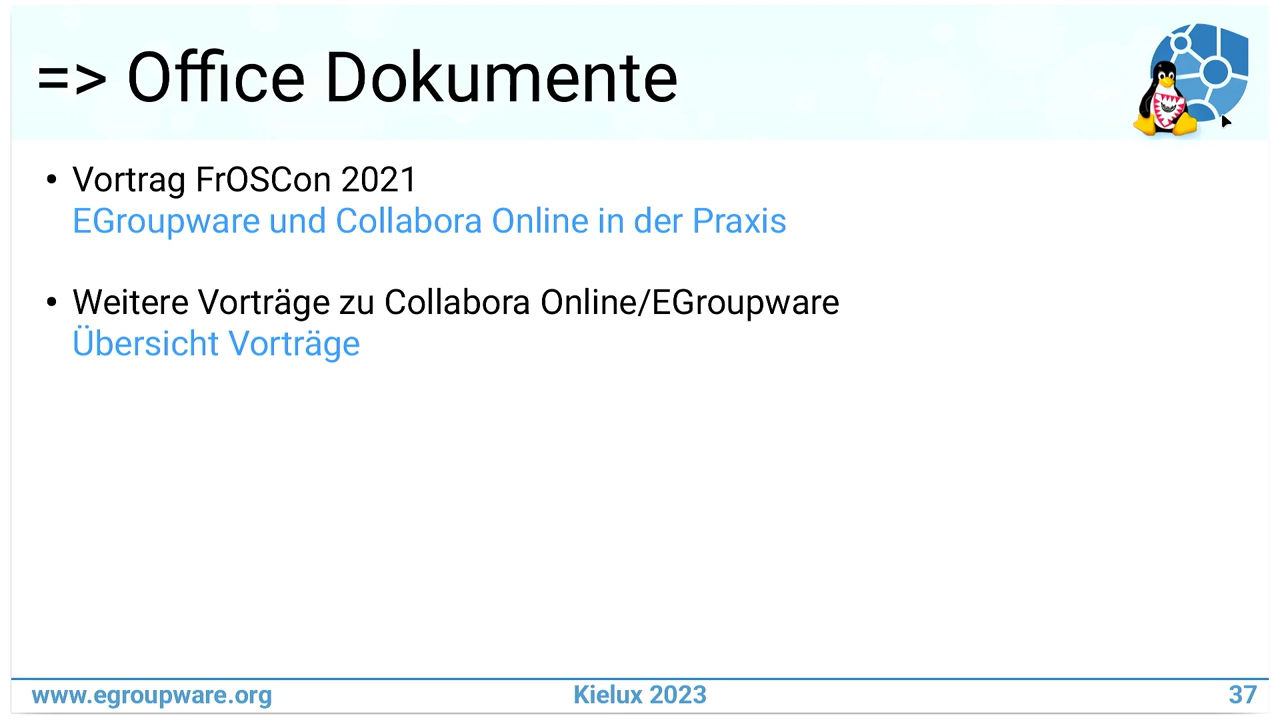 => Office Dokumente
• Vortrag FrOSCon 2021
EGroupware und Collabora Online in der Praxis
• Weitere Vorträge zu Collabora Online/EGroupware
Übersicht Vorträge
www.egroupware.org
Kielux 2023
37